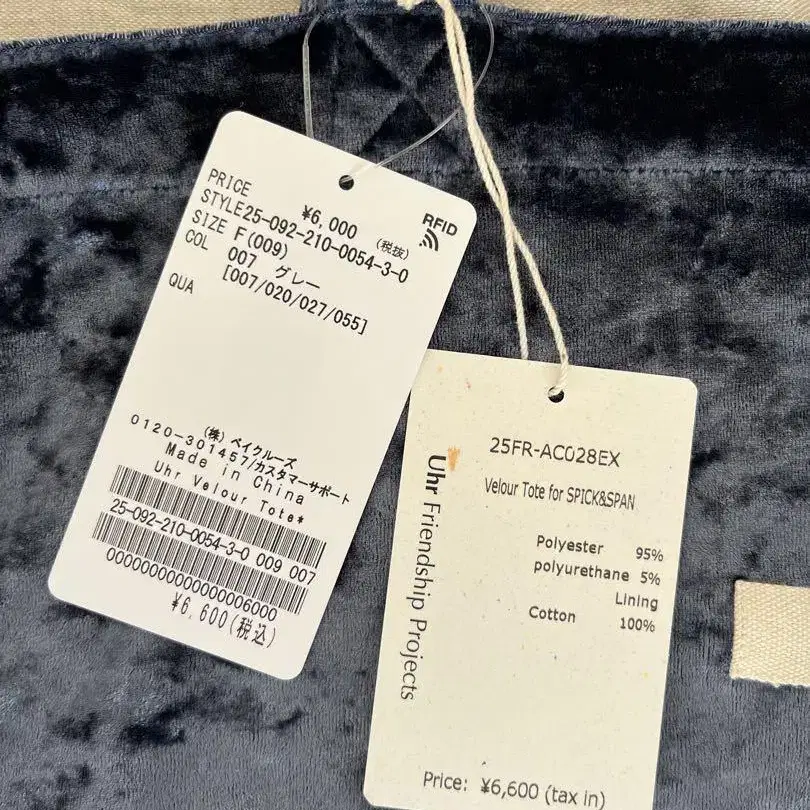 PRICE ¥6,000 (税抜)
RFID
STYLE25-092-210-0054-3-0
SIZE F(009)
COL 007 グレー
[007/020/027/055]
QUA
(株) ベイクルーズ
0120-301457/カスタマーサポート
Made in China
Uhr Velour Tote*
25-092-210-0054-3-0 009 007
0000000000000006000
¥6,600(税込)
25FR-AC028EX
Velour Tote for SPICK&SPAN
Uhr Friendship Projects
Polyester 95%
polyurethane 5%
Lining
Cotton 100%
Price: ¥6,600 (tax in)